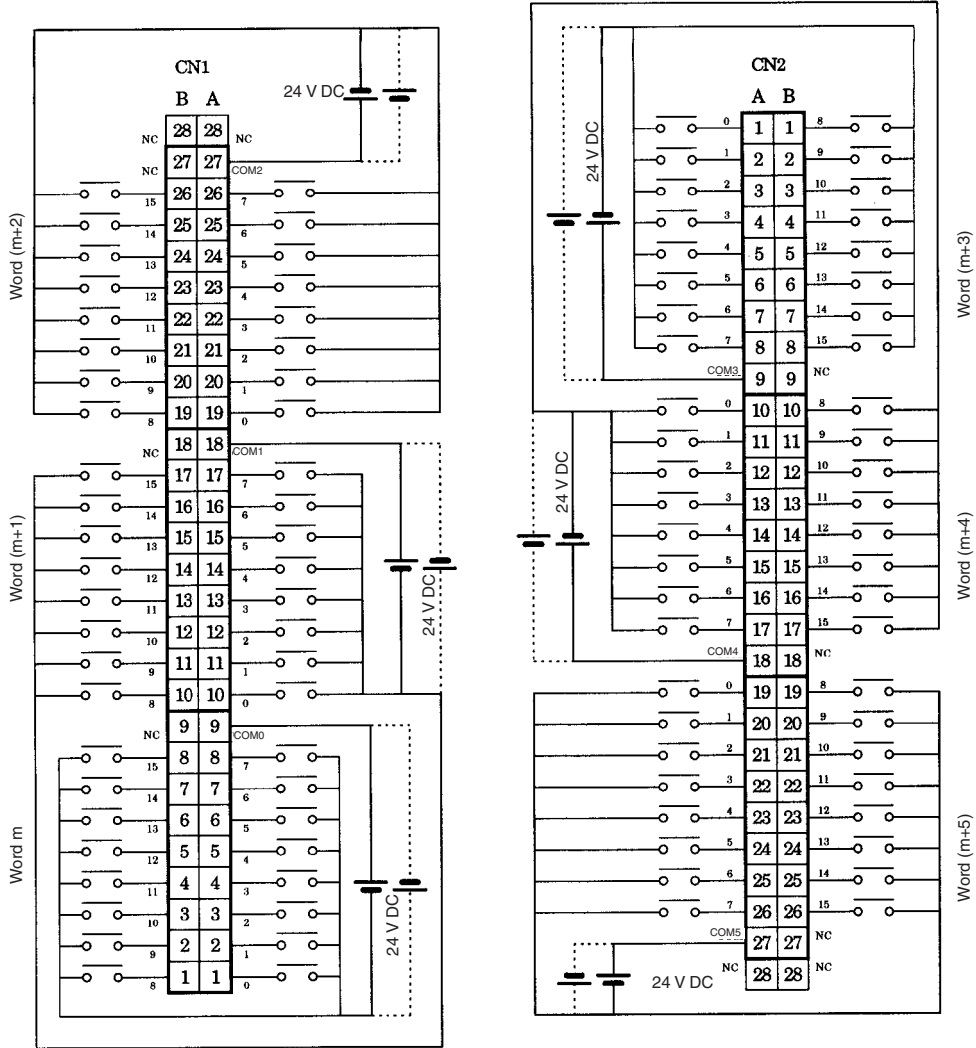 CN1
B A
24 V DC
NC 28 28 NC
NC 27 27 COM2
15 26 26 7
14 25 25 6
13 24 24 5
12 23 23 4
11 22 22 3
10 21 21 2
9 20 20 1
8 19 19 0
Word (m+2)
NC 18 18 COM1
15 17 17 7
14 16 16 6
13 15 15 5
12 14 14 4
11 13 13 3
10 12 12 2
9 11 11 1
8 10 10 0
Word (m+1)
24 V DC
NC 9 9 COM0
15 8 8 7
14 7 7 6
13 6 6 5
12 5 5 4
11 4 4 3
10 3 3 2
9 2 2 1
8 1 1 0
Word m
24 V DC
CN2
A B
0 1 1 8
1 2 2 9
2 3 3 10
3 4 4 11
4 5 5 12
5 6 6 13
6 7 7 14
7 8 8 15
COM3 9 9 NC
24 V DC
Word (m+3)
0 10 10 8
1 11 11 9
2 12 12 10
3 13 13 11
4 14 14 12
5 15 15 13
6 16 16 14
7 17 17 15
COM4 18 18 NC
24 V DC
Word (m+4)
0 19 19 8
1 20 20 9
2 21 21 10
3 22 22 11
4 23 23 12
5 24 24 13
6 25 25 14
7 26 26 15
COM5 27 27 NC
NC 28 28 NC
24 V DC
Word (m+5)